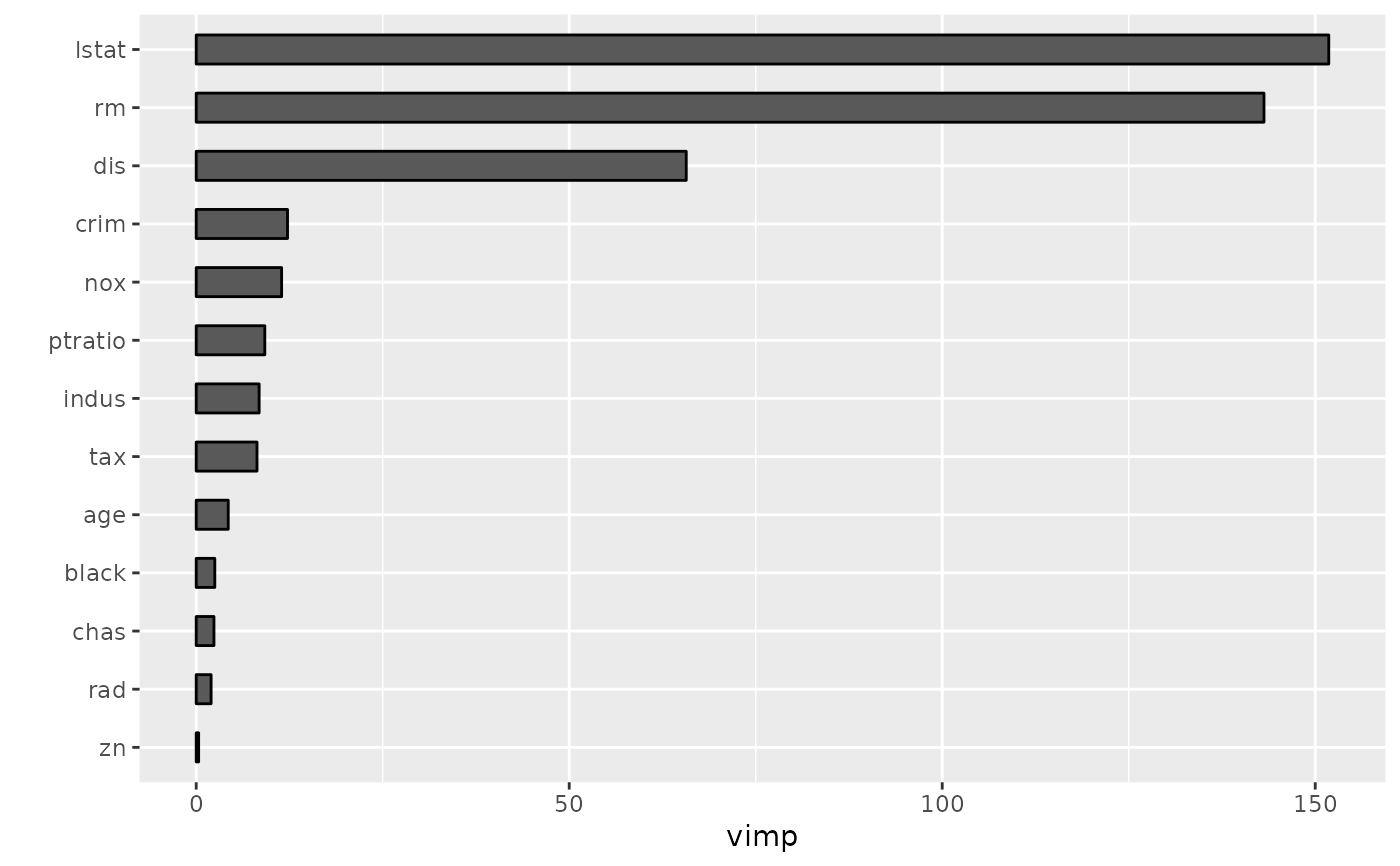 lstat
rm
dis
crim
nox
ptratio
indus
tax
age
black
chas
rad
zn
0 50 100 150
vimp